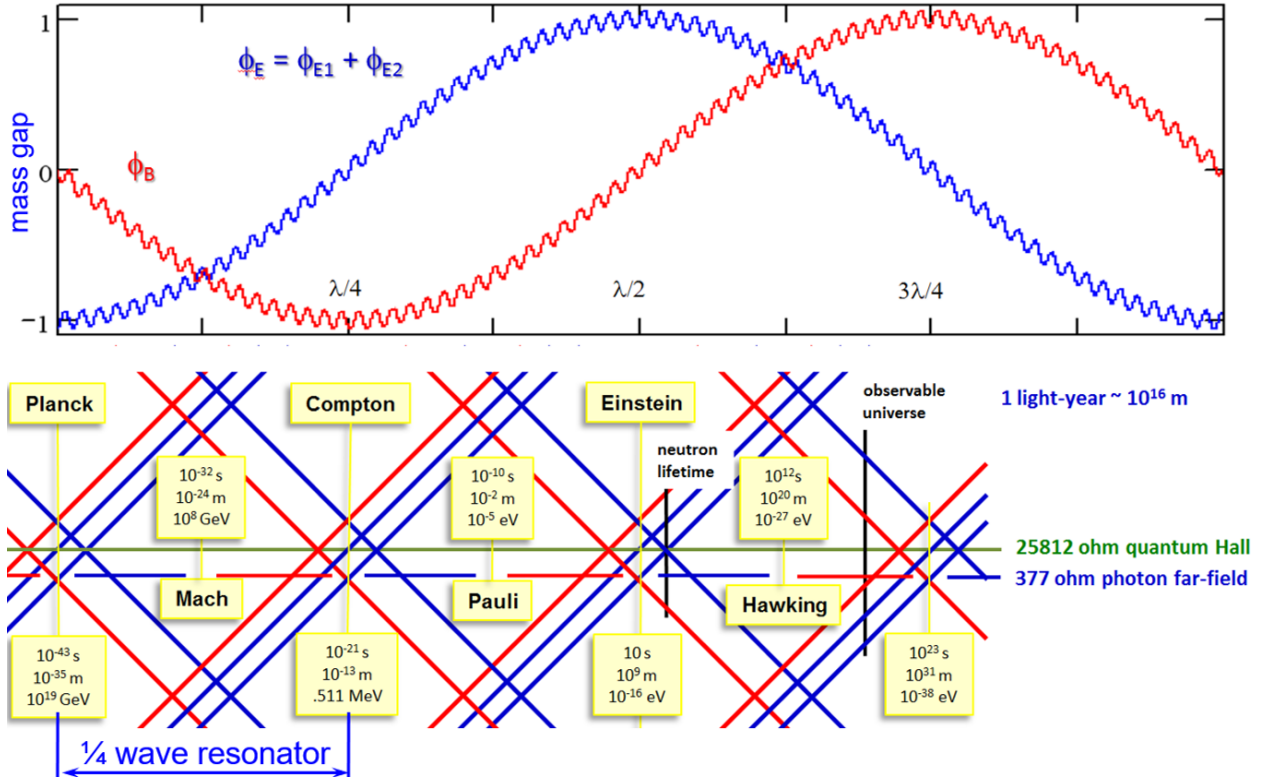 1
ϕE = ϕE1 + ϕE2
mass gap
0
ϕB
λ/4
λ/2
3λ/4
−1
Planck
Compton
Einstein
observable
universe
1 light-year ~ 10¹⁶ m
neutron
lifetime
10⁻³² s
10⁻²⁴ m
10⁸ GeV
10⁻¹⁰ s
10⁻² m
10⁻⁵ eV
10¹² s
10²⁰ m
10⁻²⁷ eV
25812 ohm quantum Hall
377 ohm photon far-field
Mach
Pauli
Hawking
10⁻⁴³ s
10⁻³⁵ m
10¹⁹ GeV
10⁻²¹ s
10⁻¹³ m
.511 MeV
10 s
10⁹ m
10⁻¹⁶ eV
10²³ s
10³¹ m
10⁻³⁸ eV
¼ wave resonator